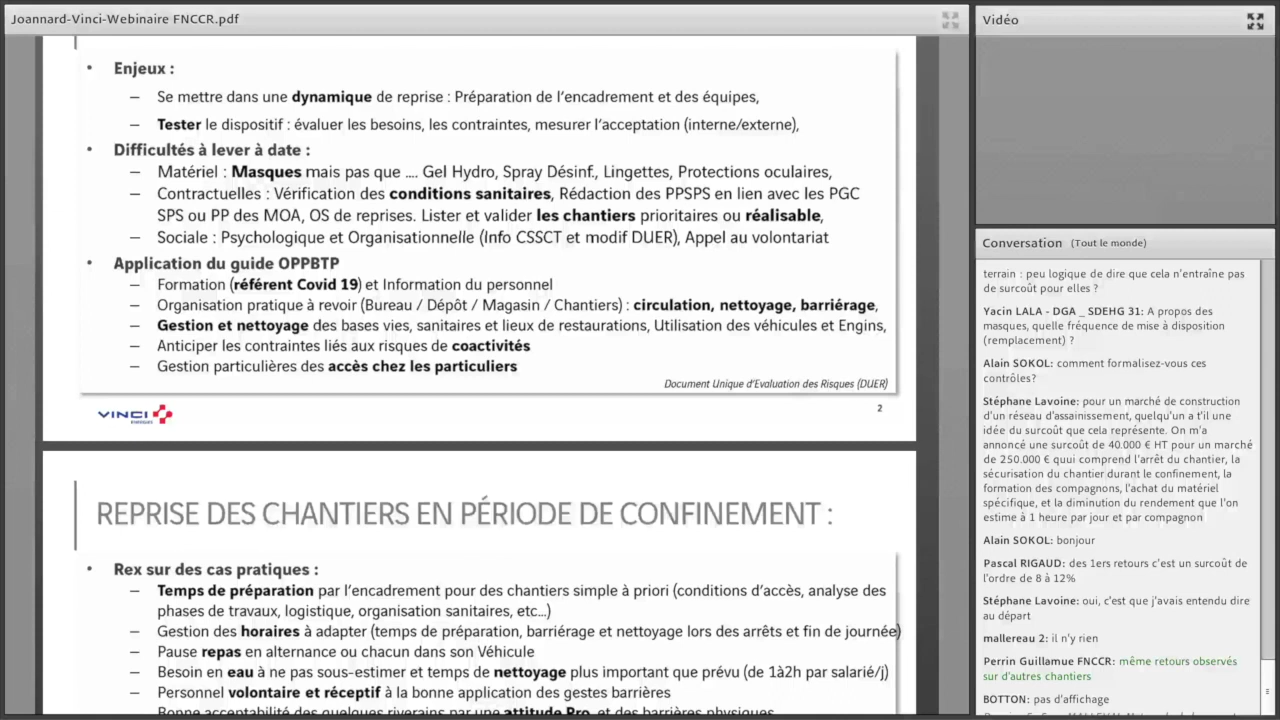 Joannard-Vinci-Webinaire FNCCR.pdf
• Enjeux :
– Se mettre dans une dynamique de reprise : Préparation de l'encadrement et des équipes,
– Tester le dispositif : évaluer les besoins, les contraintes, mesurer l'acceptation (interne/externe),
• Difficultés à lever à date :
– Matériel : Masques mais pas que .... Gel Hydro, Spray Désinf., Lingettes, Protections oculaires,
– Contractuelles : Vérification des conditions sanitaires, Rédaction des PPSPS en lien avec les PGC
SPS ou PP des MOA, OS de reprises. Lister et valider les chantiers prioritaires ou réalisable,
– Sociale : Psychologique et Organisationnelle (Info CSSCT et modif DUER), Appel au volontariat
• Application du guide OPPBTP
– Formation (référent Covid 19) et Information du personnel
– Organisation pratique à revoir (Bureau / Dépôt / Magasin / Chantiers) : circulation, nettoyage, barriérage,
– Gestion et nettoyage des bases vies, sanitaires et lieux de restaurations, Utilisation des véhicules et Engins,
– Anticiper les contraintes liés aux risques de coactivités
– Gestion particulières des accès chez les particuliers
Document Unique d'Evaluation des Risques (DUER)
VINCI
ENERGIES
2
REPRISE DES CHANTIERS EN PÉRIODE DE CONFINEMENT :
• Rex sur des cas pratiques :
– Temps de préparation par l'encadrement pour des chantiers simple à priori (conditions d'accès, analyse des
phases de travaux, logistique, organisation sanitaires, etc...)
– Gestion des horaires à adapter (temps de préparation, barriérage et nettoyage lors des arrêts et fin de journée)
– Pause repas en alternance ou chacun dans son Véhicule
– Besoin en eau à ne pas sous-estimer et temps de nettoyage plus important que prévu (de 1à2h par salarié/j)
– Personnel volontaire et réceptif à la bonne application des gestes barrières
– Bonne acceptabilité des quelques riverains par une attitude Pro, et des barrières physiques
Vidéo
Conversation (Tout le monde)
terrain : peu logique de dire que cela n'entraîne pas
de surcoût pour elles ?
Yacin LALA - DGA _ SDEHG 31: A propos des
masques, quelle fréquence de mise à disposition
(remplacement) ?
Alain SOKOL: comment formalisez-vous ces
contrôles?
Stéphane Lavoine: pour un marché de construction
d'un réseau d'assainissement, quelqu'un a t'il une
idée du surcoût que cela représente. On m'a
annoncé une surcoût de 40.000 € HT pour un marché
de 250.000 € quui comprend l'arrêt du chantier, la
sécurisation du chantier durant le confinement, la
formation des compagnons, l'achat du matériel
spécifique, et la diminution du rendement que l'on
estime à 1 heure par jour et par compagnon
Alain SOKOL: bonjour
Pascal RIGAUD: des 1ers retours c'est un surcoût de
l'ordre de 8 à 12%
Stéphane Lavoine: oui, c'est que j'avais entendu dire
au départ
mallereau 2: il n'y rien
Perrin Guillamue FNCCR: même retours observés
sur d'autres chantiers
BOTTON: pas d'affichage